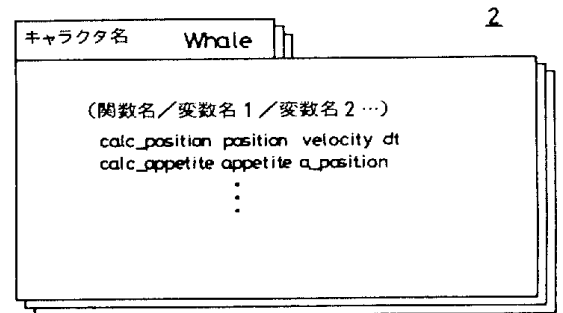 2
キャラクタ名 Whale
(関数名/変数名1/変数名2…)
calc_position position velocity dt
calc_appetite appetite a_position
⋮